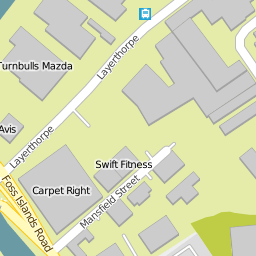 Turnbulls Mazda
Layerthorpe
Avis
Layerthorpe
Swift Fitness
Carpet Right
Mansfield Street
Foss Islands Road